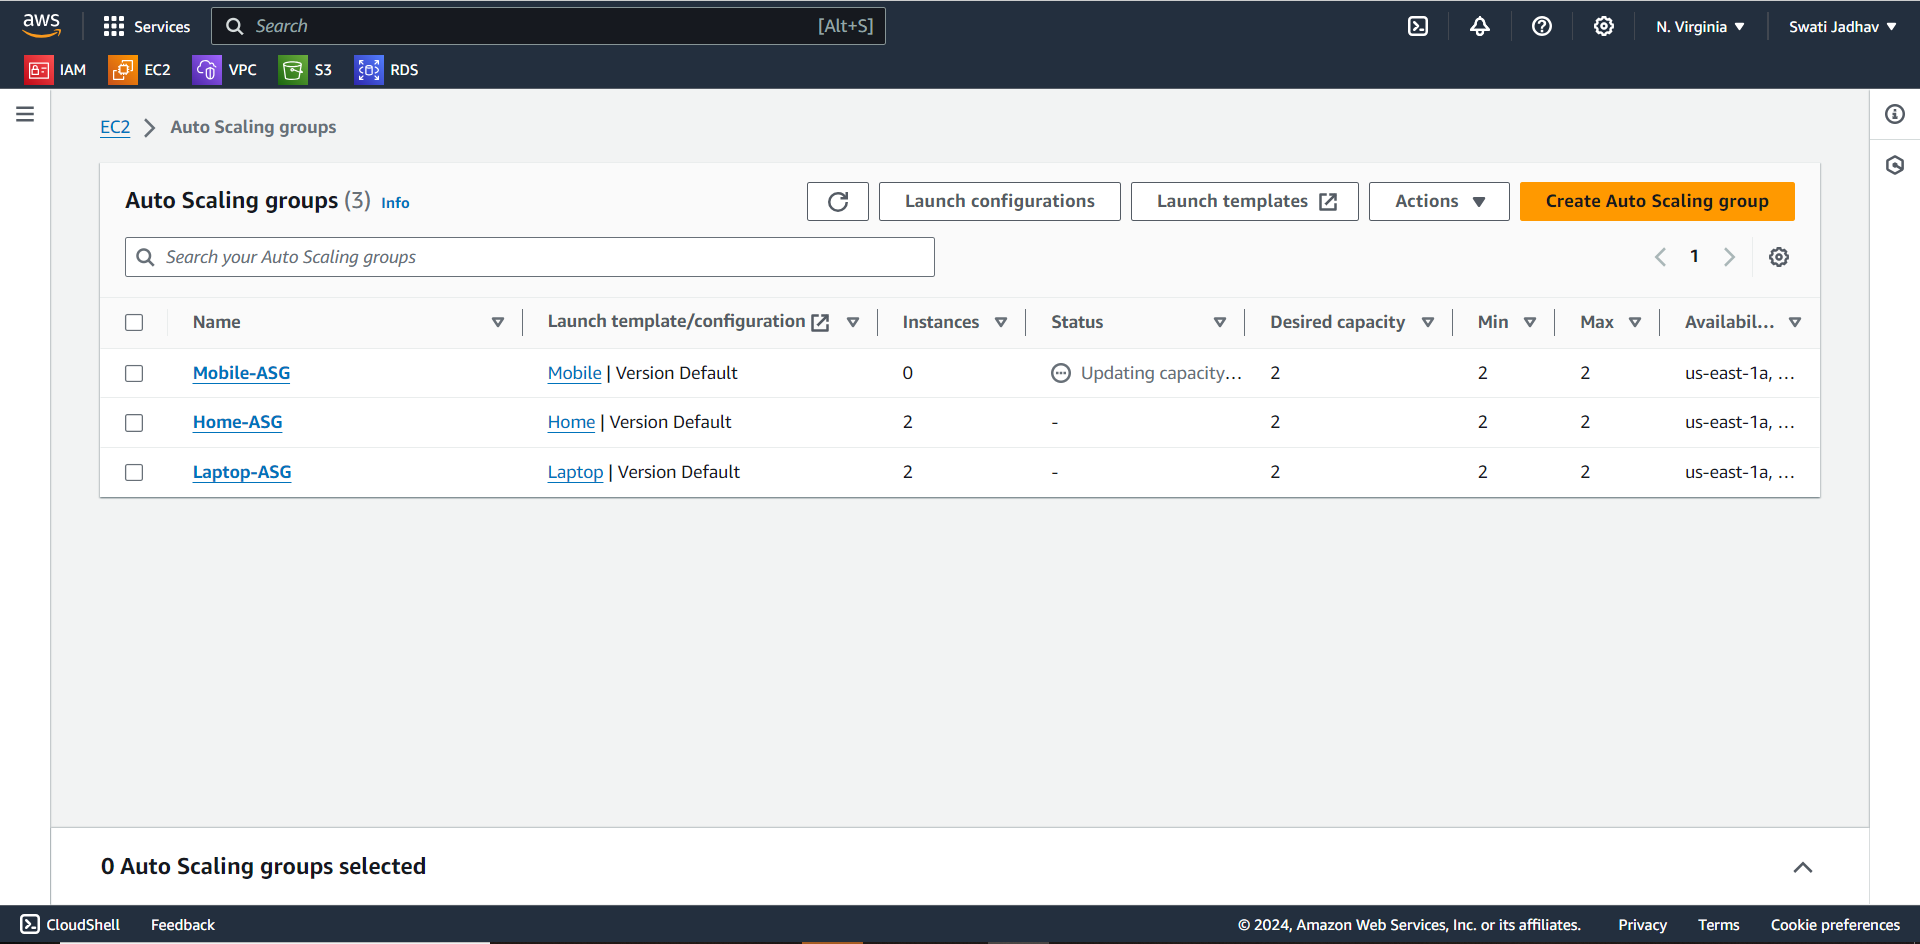 aws Services Search [Alt+S] N. Virginia Swati Jadhav
IAM EC2 VPC S3 RDS
EC2 Auto Scaling groups
Auto Scaling groups (3) Info Launch configurations Launch templates Actions Create Auto Scaling group
Search your Auto Scaling groups 1
Name Launch template/configuration Instances Status Desired capacity Min Max Availabil...
Mobile-ASG Mobile | Version Default 0 Updating capacity... 2 2 2 us-east-1a, ...
Home-ASG Home | Version Default 2 - 2 2 2 us-east-1a, ...
Laptop-ASG Laptop | Version Default 2 - 2 2 2 us-east-1a, ...
0 Auto Scaling groups selected
CloudShell Feedback © 2024, Amazon Web Services, Inc. or its affiliates. Privacy Terms Cookie preferences